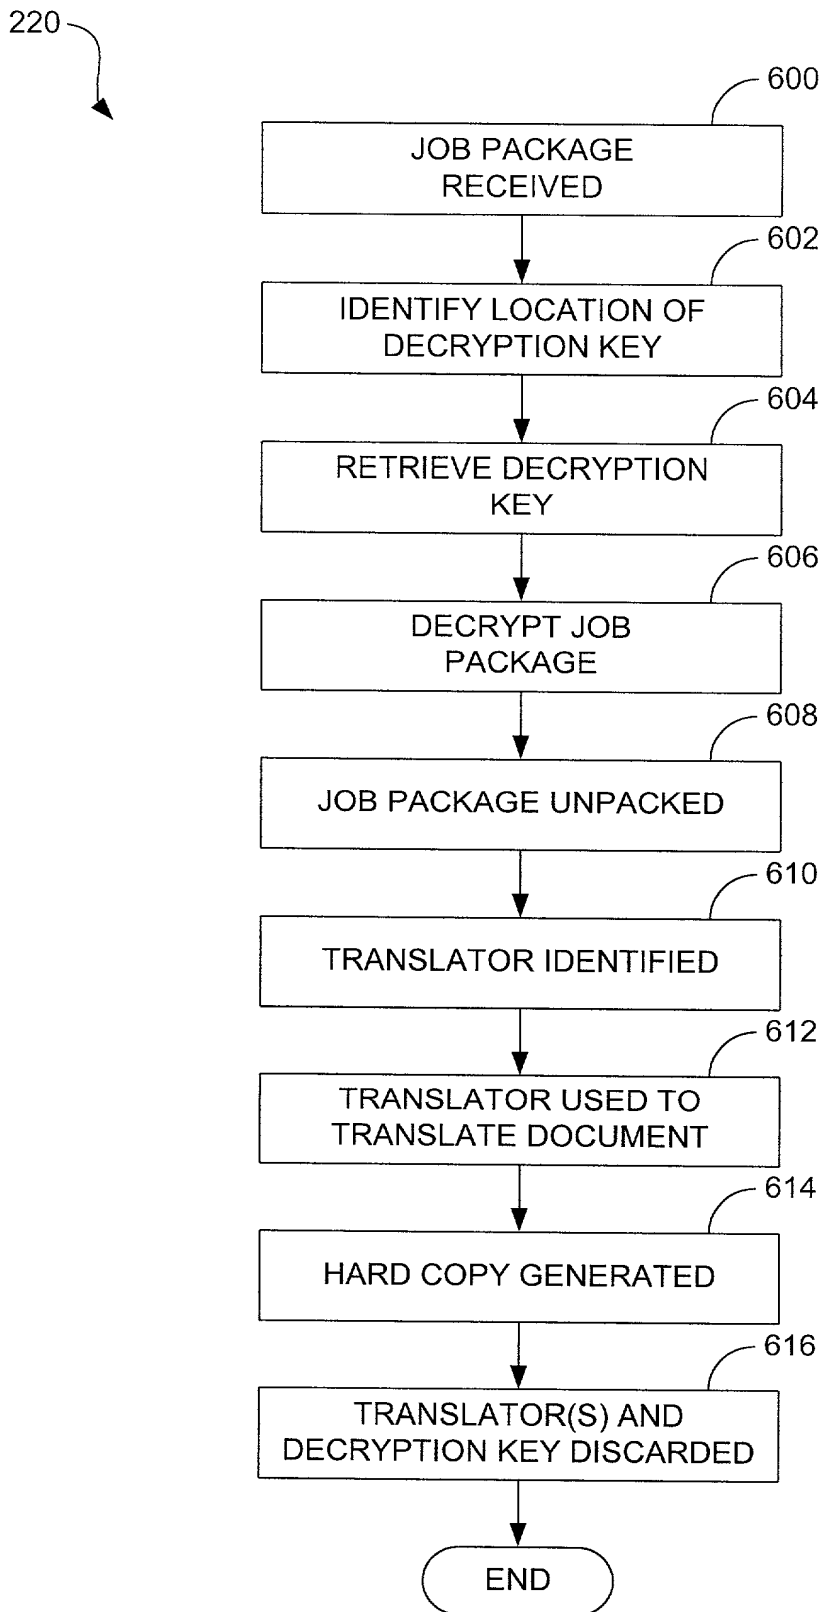 220
600
JOB PACKAGE
RECEIVED
602
IDENTIFY LOCATION OF
DECRYPTION KEY
604
RETRIEVE DECRYPTION
KEY
606
DECRYPT JOB
PACKAGE
608
JOB PACKAGE UNPACKED
610
TRANSLATOR IDENTIFIED
612
TRANSLATOR USED TO
TRANSLATE DOCUMENT
614
HARD COPY GENERATED
616
TRANSLATOR(S) AND
DECRYPTION KEY DISCARDED
END